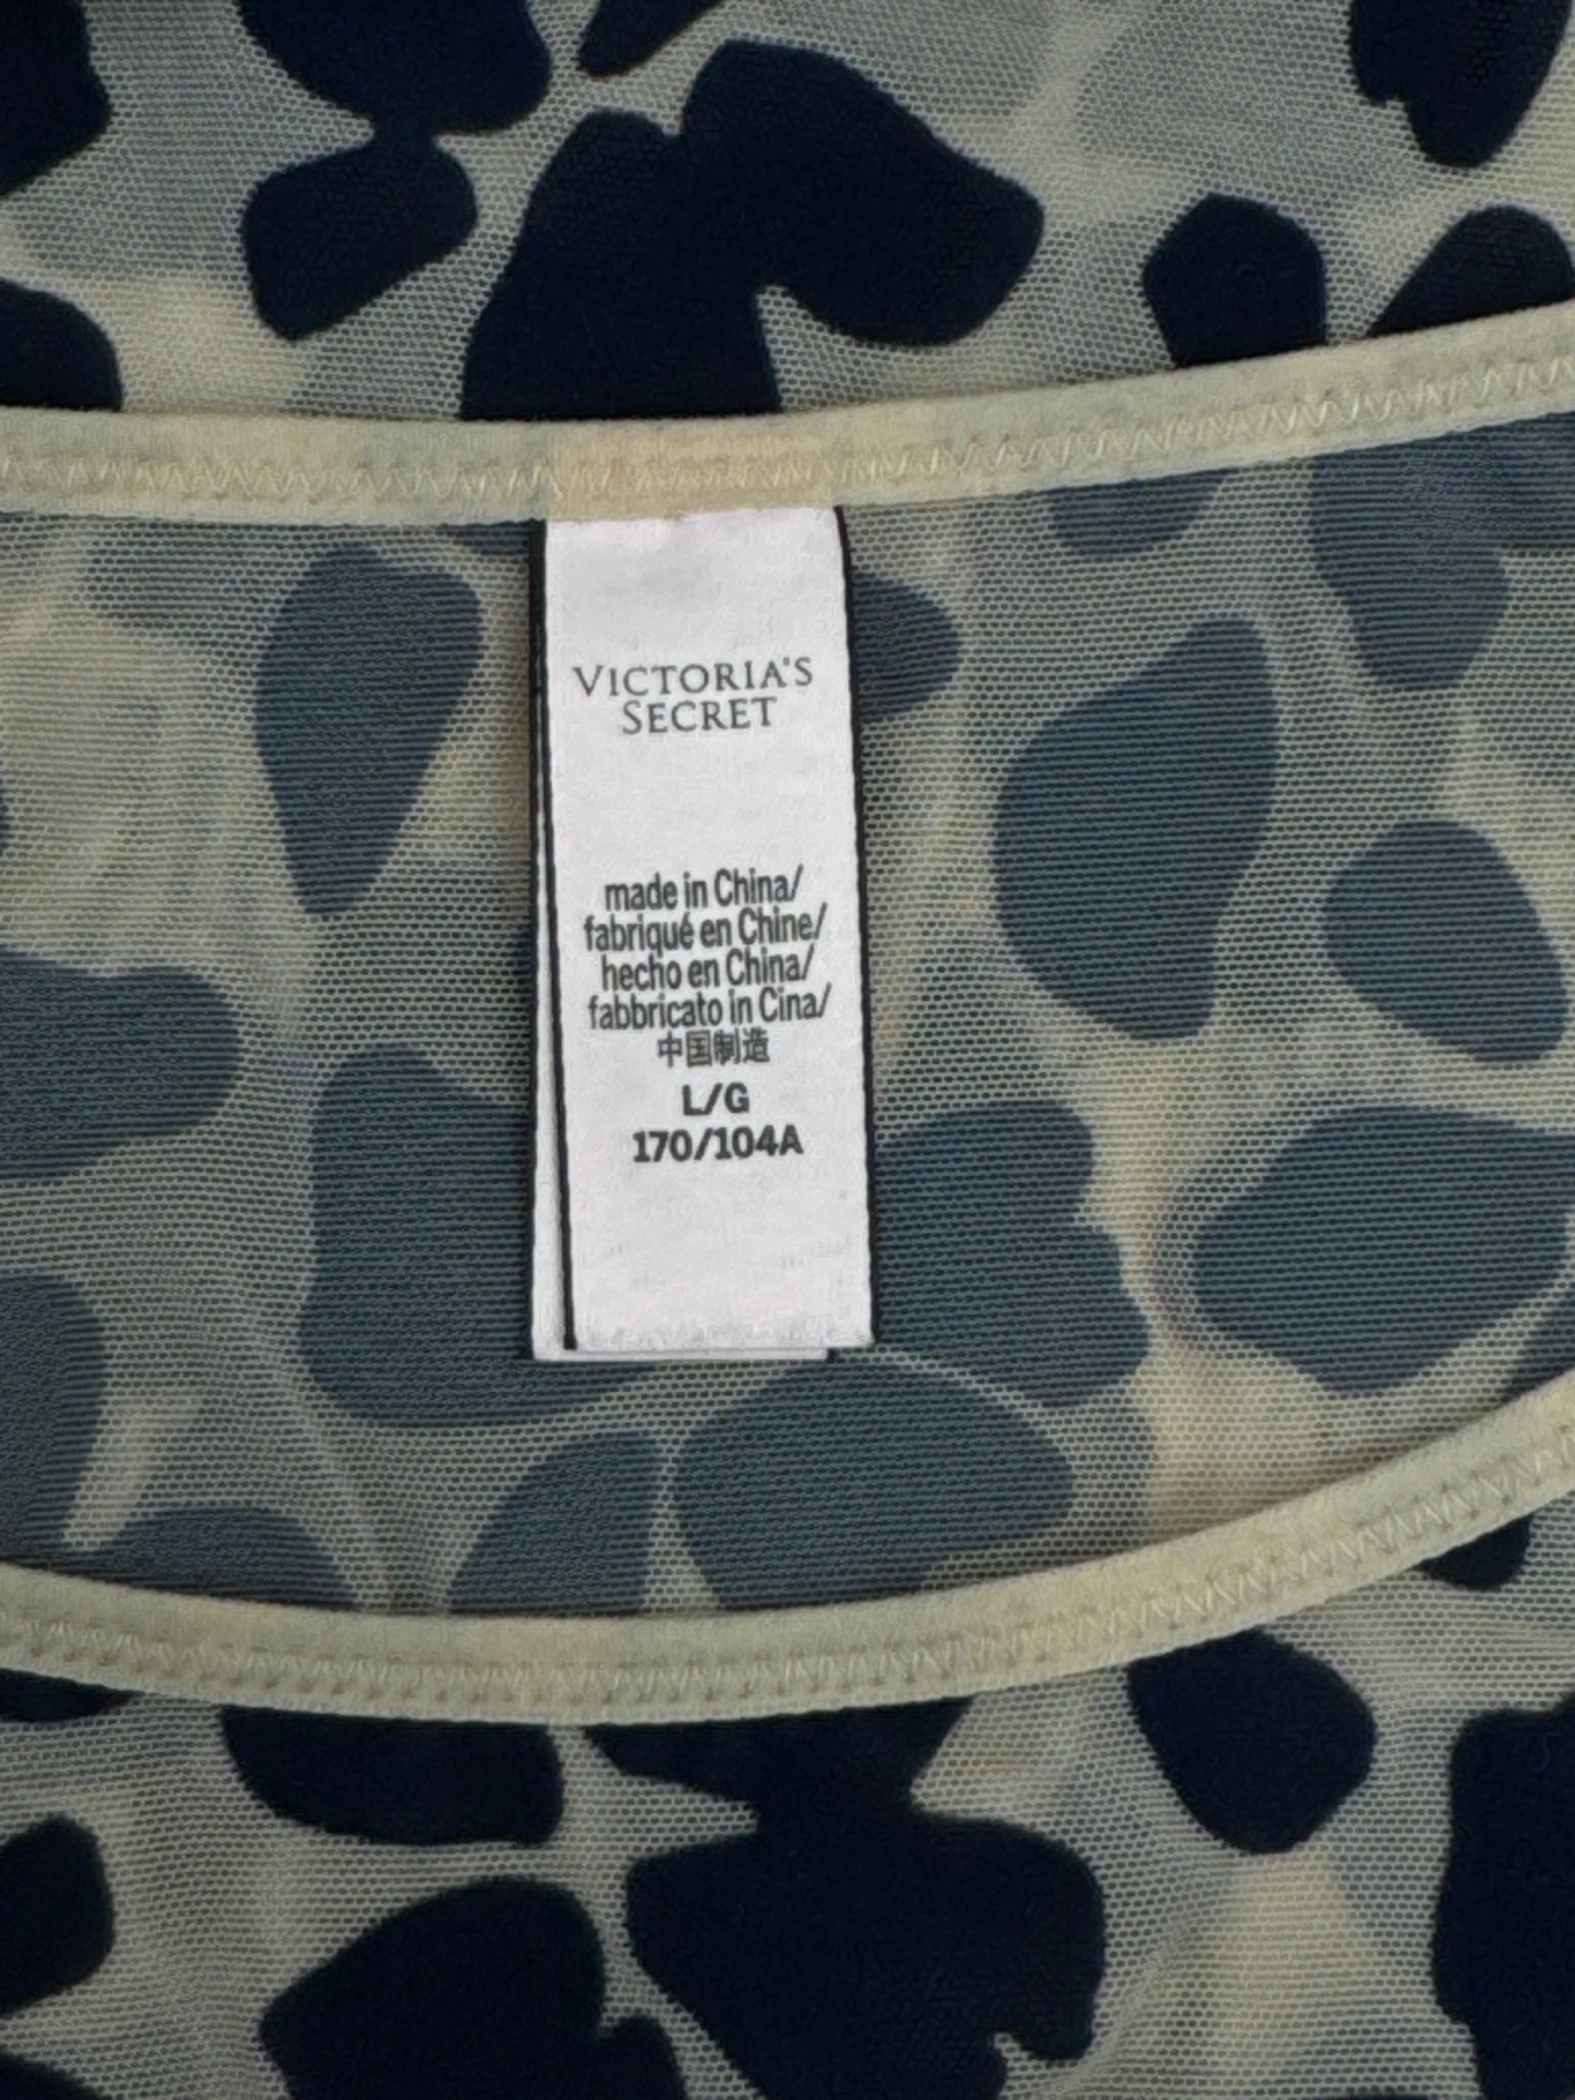 VICTORIA'S
SECRET
made in China/
fabriqué en Chine/
hecho en China/
fabbricato in Cina/
中国制造
L/G
170/104A